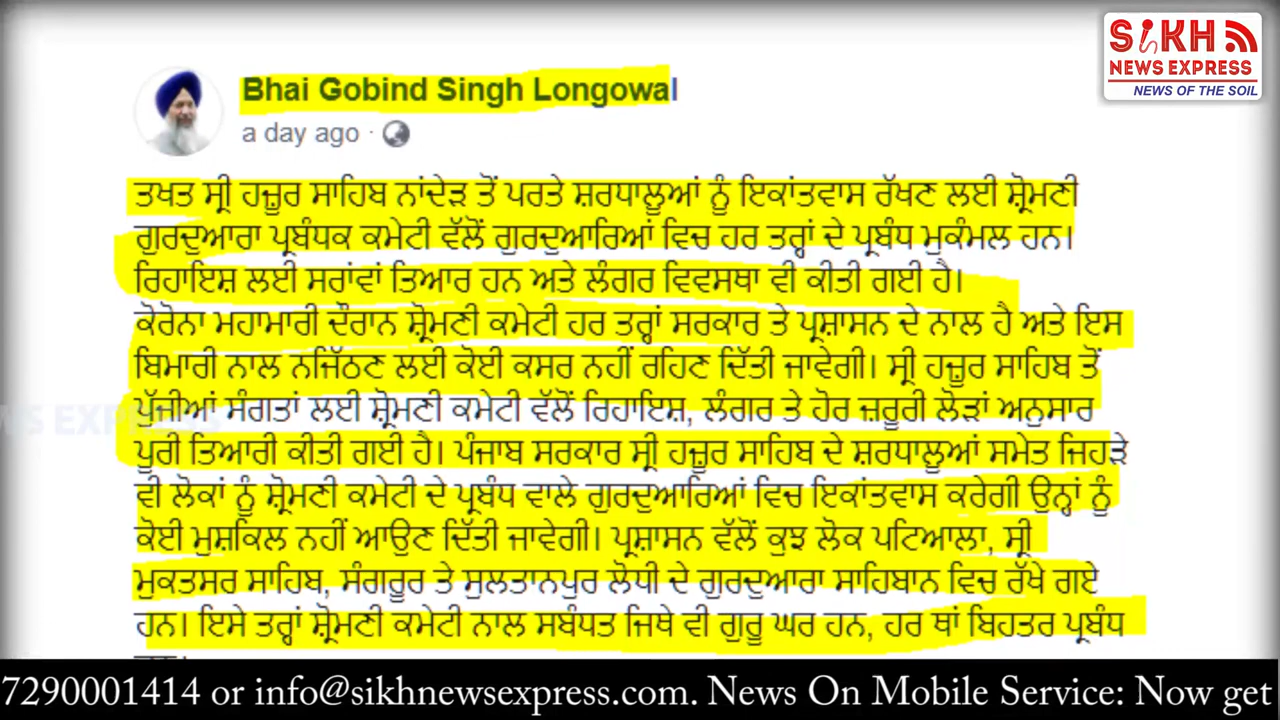 SiKH
NEWS EXPRESS
NEWS OF THE SOIL
Bhai Gobind Singh Longowal
a day ago ·
ਤਖਤ ਸ੍ਰੀ ਹਜ਼ੂਰ ਸਾਹਿਬ ਨਾਂਦੇੜ ਤੋਂ ਪਰਤੇ ਸ਼ਰਧਾਲੂਆਂ ਨੂੰ ਇਕਾਂਤਵਾਸ ਰੱਖਣ ਲਈ ਸ਼੍ਰੋਮਣੀ
ਗੁਰਦੁਆਰਾ ਪ੍ਰਬੰਧਕ ਕਮੇਟੀ ਵੱਲੋਂ ਗੁਰਦੁਆਰਿਆਂ ਵਿਚ ਹਰ ਤਰ੍ਹਾਂ ਦੇ ਪ੍ਰਬੰਧ ਮੁਕੰਮਲ ਹਨ।
ਰਿਹਾਇਸ਼ ਲਈ ਸਰਾਂਵਾਂ ਤਿਆਰ ਹਨ ਅਤੇ ਲੰਗਰ ਵਿਵਸਥਾ ਵੀ ਕੀਤੀ ਗਈ ਹੈ।
ਕੋਰੋਨਾ ਮਹਾਮਾਰੀ ਦੌਰਾਨ ਸ਼੍ਰੋਮਣੀ ਕਮੇਟੀ ਹਰ ਤਰ੍ਹਾਂ ਸਰਕਾਰ ਤੇ ਪ੍ਰਸ਼ਾਸਨ ਦੇ ਨਾਲ ਹੈ ਅਤੇ ਇਸ
ਬਿਮਾਰੀ ਨਾਲ ਨਜਿੱਠਣ ਲਈ ਕੋਈ ਕਸਰ ਨਹੀਂ ਰਹਿਣ ਦਿੱਤੀ ਜਾਵੇਗੀ। ਸ੍ਰੀ ਹਜ਼ੂਰ ਸਾਹਿਬ ਤੋਂ
ਪੁੱਜੀਆਂ ਸੰਗਤਾਂ ਲਈ ਸ਼੍ਰੋਮਣੀ ਕਮੇਟੀ ਵੱਲੋਂ ਰਿਹਾਇਸ਼, ਲੰਗਰ ਤੇ ਹੋਰ ਜ਼ਰੂਰੀ ਲੋੜਾਂ ਅਨੁਸਾਰ
ਪੂਰੀ ਤਿਆਰੀ ਕੀਤੀ ਗਈ ਹੈ। ਪੰਜਾਬ ਸਰਕਾਰ ਸ੍ਰੀ ਹਜ਼ੂਰ ਸਾਹਿਬ ਦੇ ਸ਼ਰਧਾਲੂਆਂ ਸਮੇਤ ਜਿਹੜੇ
ਵੀ ਲੋਕਾਂ ਨੂੰ ਸ਼੍ਰੋਮਣੀ ਕਮੇਟੀ ਦੇ ਪ੍ਰਬੰਧ ਵਾਲੇ ਗੁਰਦੁਆਰਿਆਂ ਵਿਚ ਇਕਾਂਤਵਾਸ ਕਰੇਗੀ ਉਨ੍ਹਾਂ ਨੂੰ
ਕੋਈ ਮੁਸ਼ਕਿਲ ਨਹੀਂ ਆਉਣ ਦਿੱਤੀ ਜਾਵੇਗੀ। ਪ੍ਰਸ਼ਾਸਨ ਵੱਲੋਂ ਕੁਝ ਲੋਕ ਪਟਿਆਲਾ, ਸ੍ਰੀ
ਮੁਕਤਸਰ ਸਾਹਿਬ, ਸੰਗਰੂਰ ਤੇ ਸੁਲਤਾਨਪੁਰ ਲੋਧੀ ਦੇ ਗੁਰਦੁਆਰਾ ਸਾਹਿਬਾਨ ਵਿਚ ਰੱਖੇ ਗਏ
ਹਨ। ਇਸੇ ਤਰ੍ਹਾਂ ਸ਼੍ਰੋਮਣੀ ਕਮੇਟੀ ਨਾਲ ਸਬੰਧਤ ਜਿਥੇ ਵੀ ਗੁਰੂ ਘਰ ਹਨ, ਹਰ ਥਾਂ ਬਿਹਤਰ ਪ੍ਰਬੰਧ
7290001414 or info@sikhnewsexpress.com. News On Mobile Service: Now get